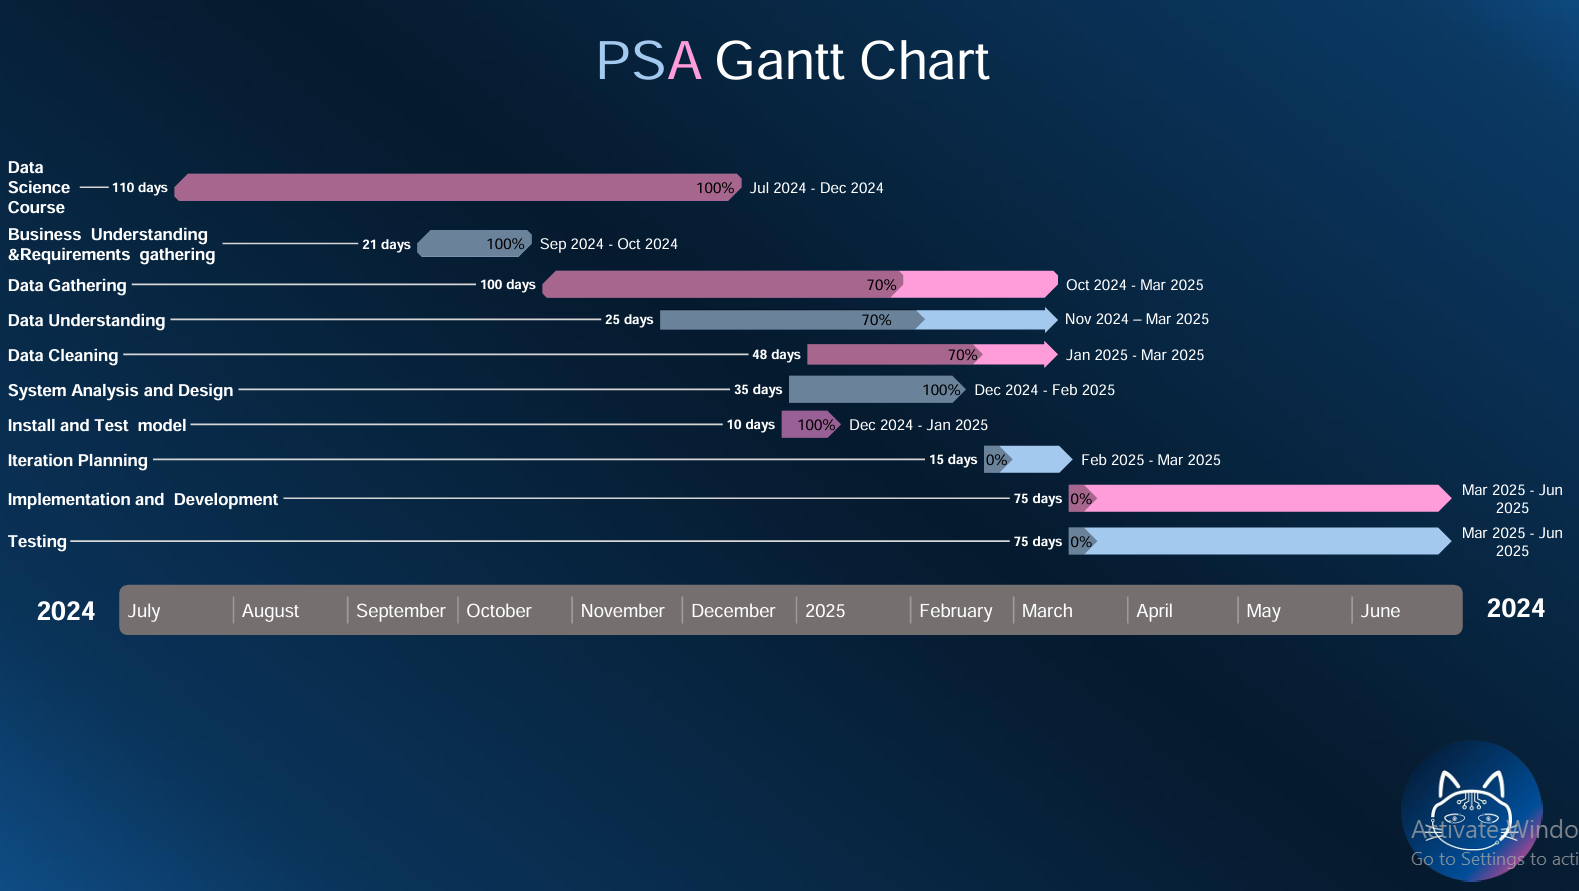 PSA Gantt Chart
Data
Science
Course
110 days
100%
Jul 2024 - Dec 2024
Business Understanding
&Requirements gathering
21 days
100%
Sep 2024 - Oct 2024
Data Gathering
100 days
70%
Oct 2024 - Mar 2025
Data Understanding
25 days
70%
Nov 2024 – Mar 2025
Data Cleaning
48 days
70%
Jan 2025 - Mar 2025
System Analysis and Design
35 days
100%
Dec 2024 - Feb 2025
Install and Test model
10 days
100%
Dec 2024 - Jan 2025
Iteration Planning
15 days
0%
Feb 2025 - Mar 2025
Implementation and Development
75 days
0%
Mar 2025 - Jun
2025
Testing
75 days
0%
Mar 2025 - Jun
2025
2024
July
August
September
October
November
December
2025
February
March
April
May
June
2024
Activate Windo
Go to Settings to acti